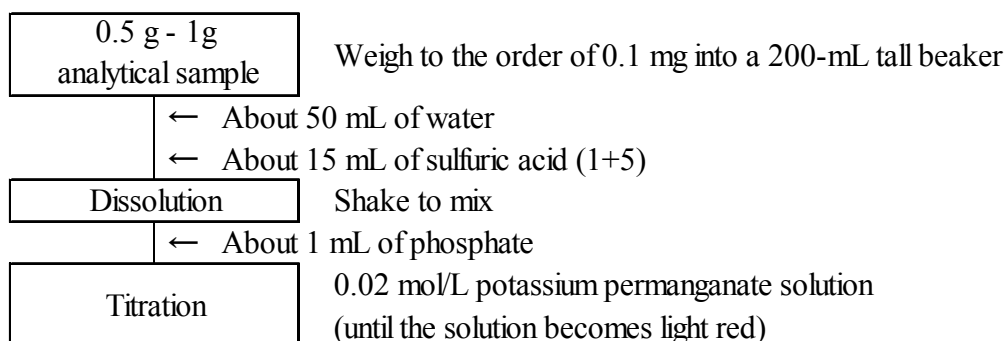 0.5 g - 1g
analytical sample
Weigh to the order of 0.1 mg into a 200-mL tall beaker
← About 50 mL of water
← About 15 mL of sulfuric acid (1+5)
Dissolution
Shake to mix
← About 1 mL of phosphate
Titration
0.02 mol/L potassium permanganate solution
(until the solution becomes light red)